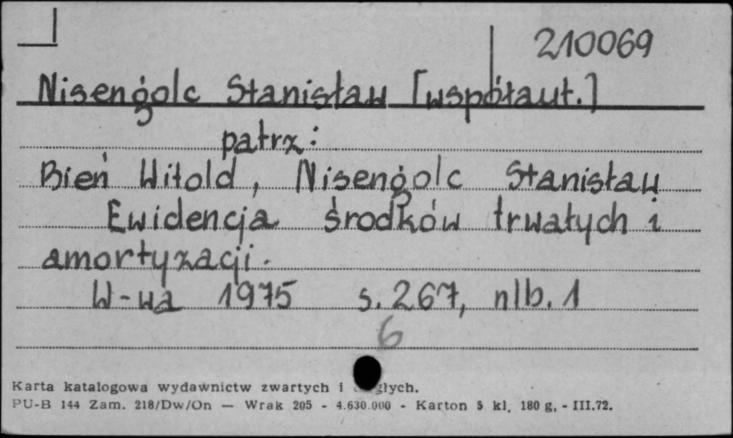 210069
Nisengolc Stanisław [współaut.]
patrz:
Bień Witold, Nisengolc Stanisław
Ewidencja środków trwałych i
amortyzacji.
W-wa 1975 s. 267, nlb. 1
6
Karta katalogowa wydawnictw zwartych i
PU-B 144 Zam. 218/Dw/On — Wrak 205 - 4.630.000 - Karton 5 kl. 180 g. - III.72.